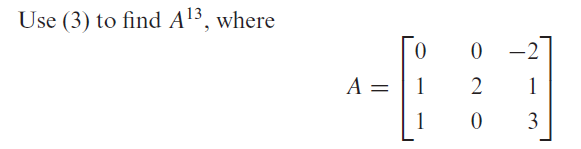 Use (3) to find A¹³, where
0 0 −2
A = 1 2 1
1 0 3